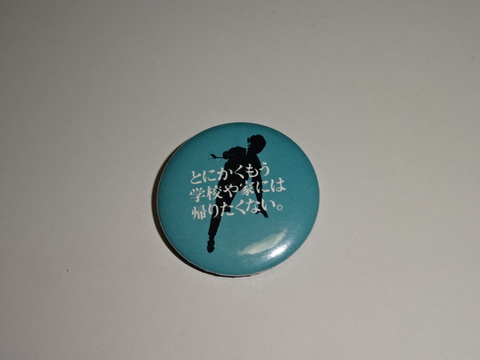 とにかくもう
学校や家には
帰りたくない。